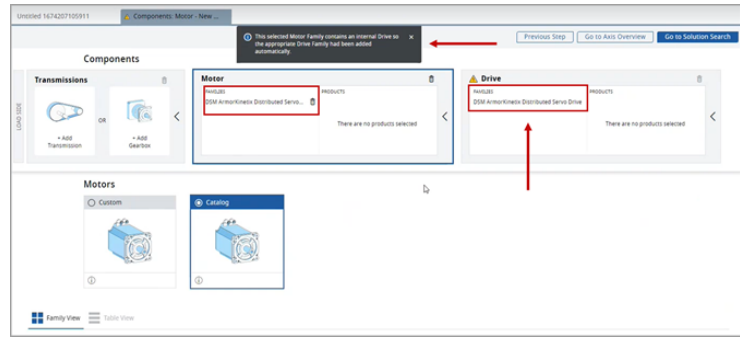 Untitled 1674207105911
Components: Motor - New ...
This selected Motor Family contains an internal Drive so
the appropriate Drive Family had been added
automatically.
Previous Step
Go to Axis Overview
Go to Solution Search
Components
LOAD SIDE
Transmissions
+ Add
Transmission
OR
+ Add
Gearbox
Motor
FAMILIES
DSM ArmorKinetix Distributed Servo...
PRODUCTS
There are no products selected
Drive
FAMILIES
DSM ArmorKinetix Distributed Servo Drive
PRODUCTS
There are no products selected
Motors
Custom
Catalog
Family View
Table View